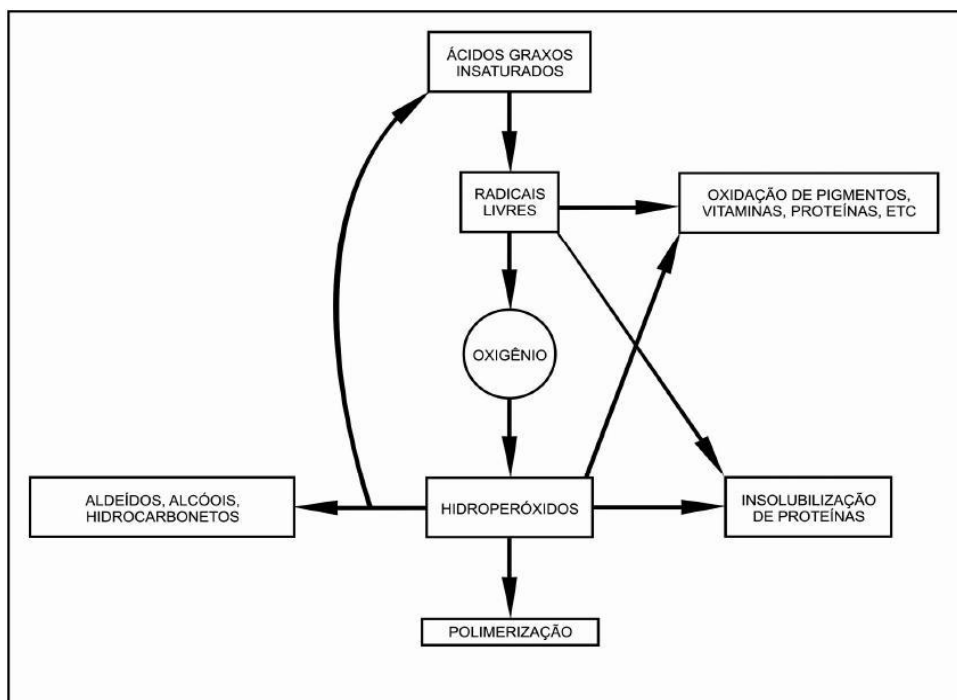 ÁCIDOS GRAXOS
INSATURADOS
RADICAIS
LIVRES
OXIDAÇÃO DE PIGMENTOS,
VITAMINAS, PROTEÍNAS, ETC
OXIGÊNIO
ALDEÍDOS, ALCÓOIS,
HIDROCARBONETOS
HIDROPERÓXIDOS
INSOLUBILIZAÇÃO
DE PROTEÍNAS
POLIMERIZAÇÃO